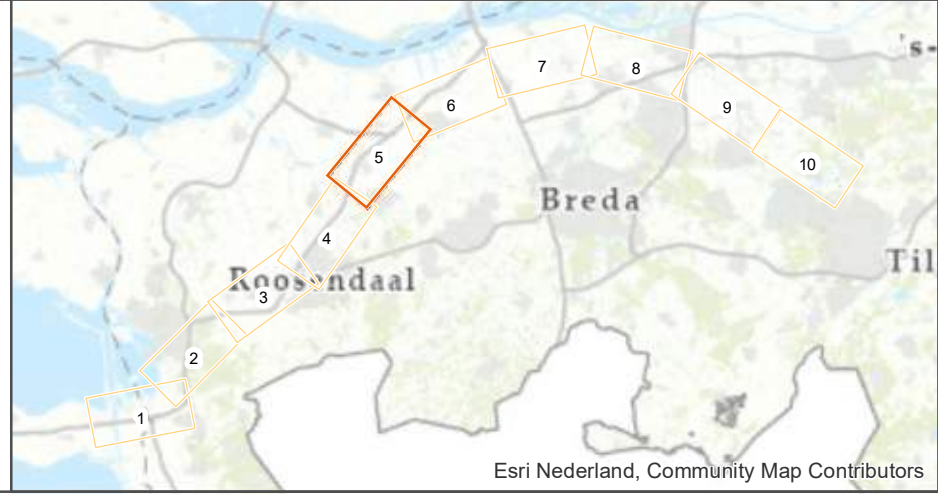 's-
7
8
6
9
5
10
Breda
4
Til
Roosendaal
3
2
1
Esri Nederland, Community Map Contributors